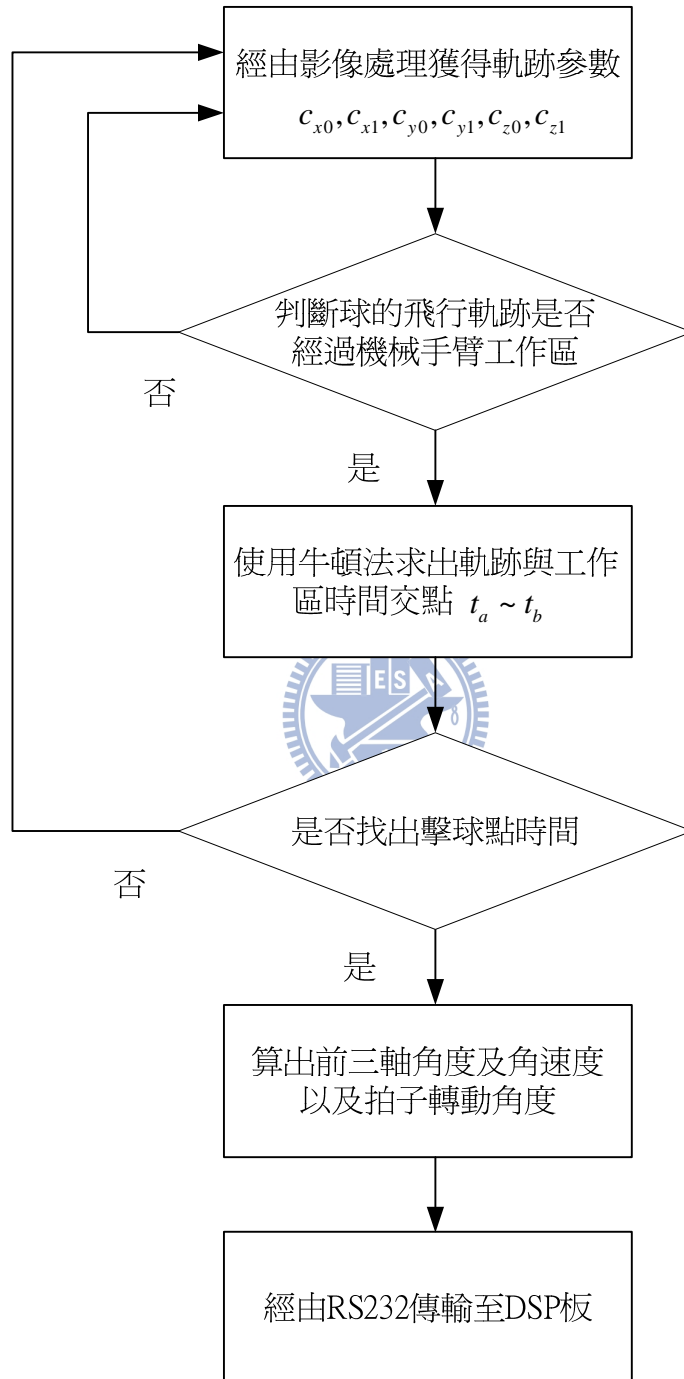 經由影像處理獲得軌跡參數
c_{x0},c_{x1},c_{y0},c_{y1},c_{z0},c_{z1}
判斷球的飛行軌跡是否
經過機械手臂工作區
否
是
使用牛頓法求出軌跡與工作
區時間交點 t_a ~ t_b
ES
8
是否找出擊球點時間
否
是
算出前三軸角度及角速度
以及拍子轉動角度
經由RS232傳輸至DSP板